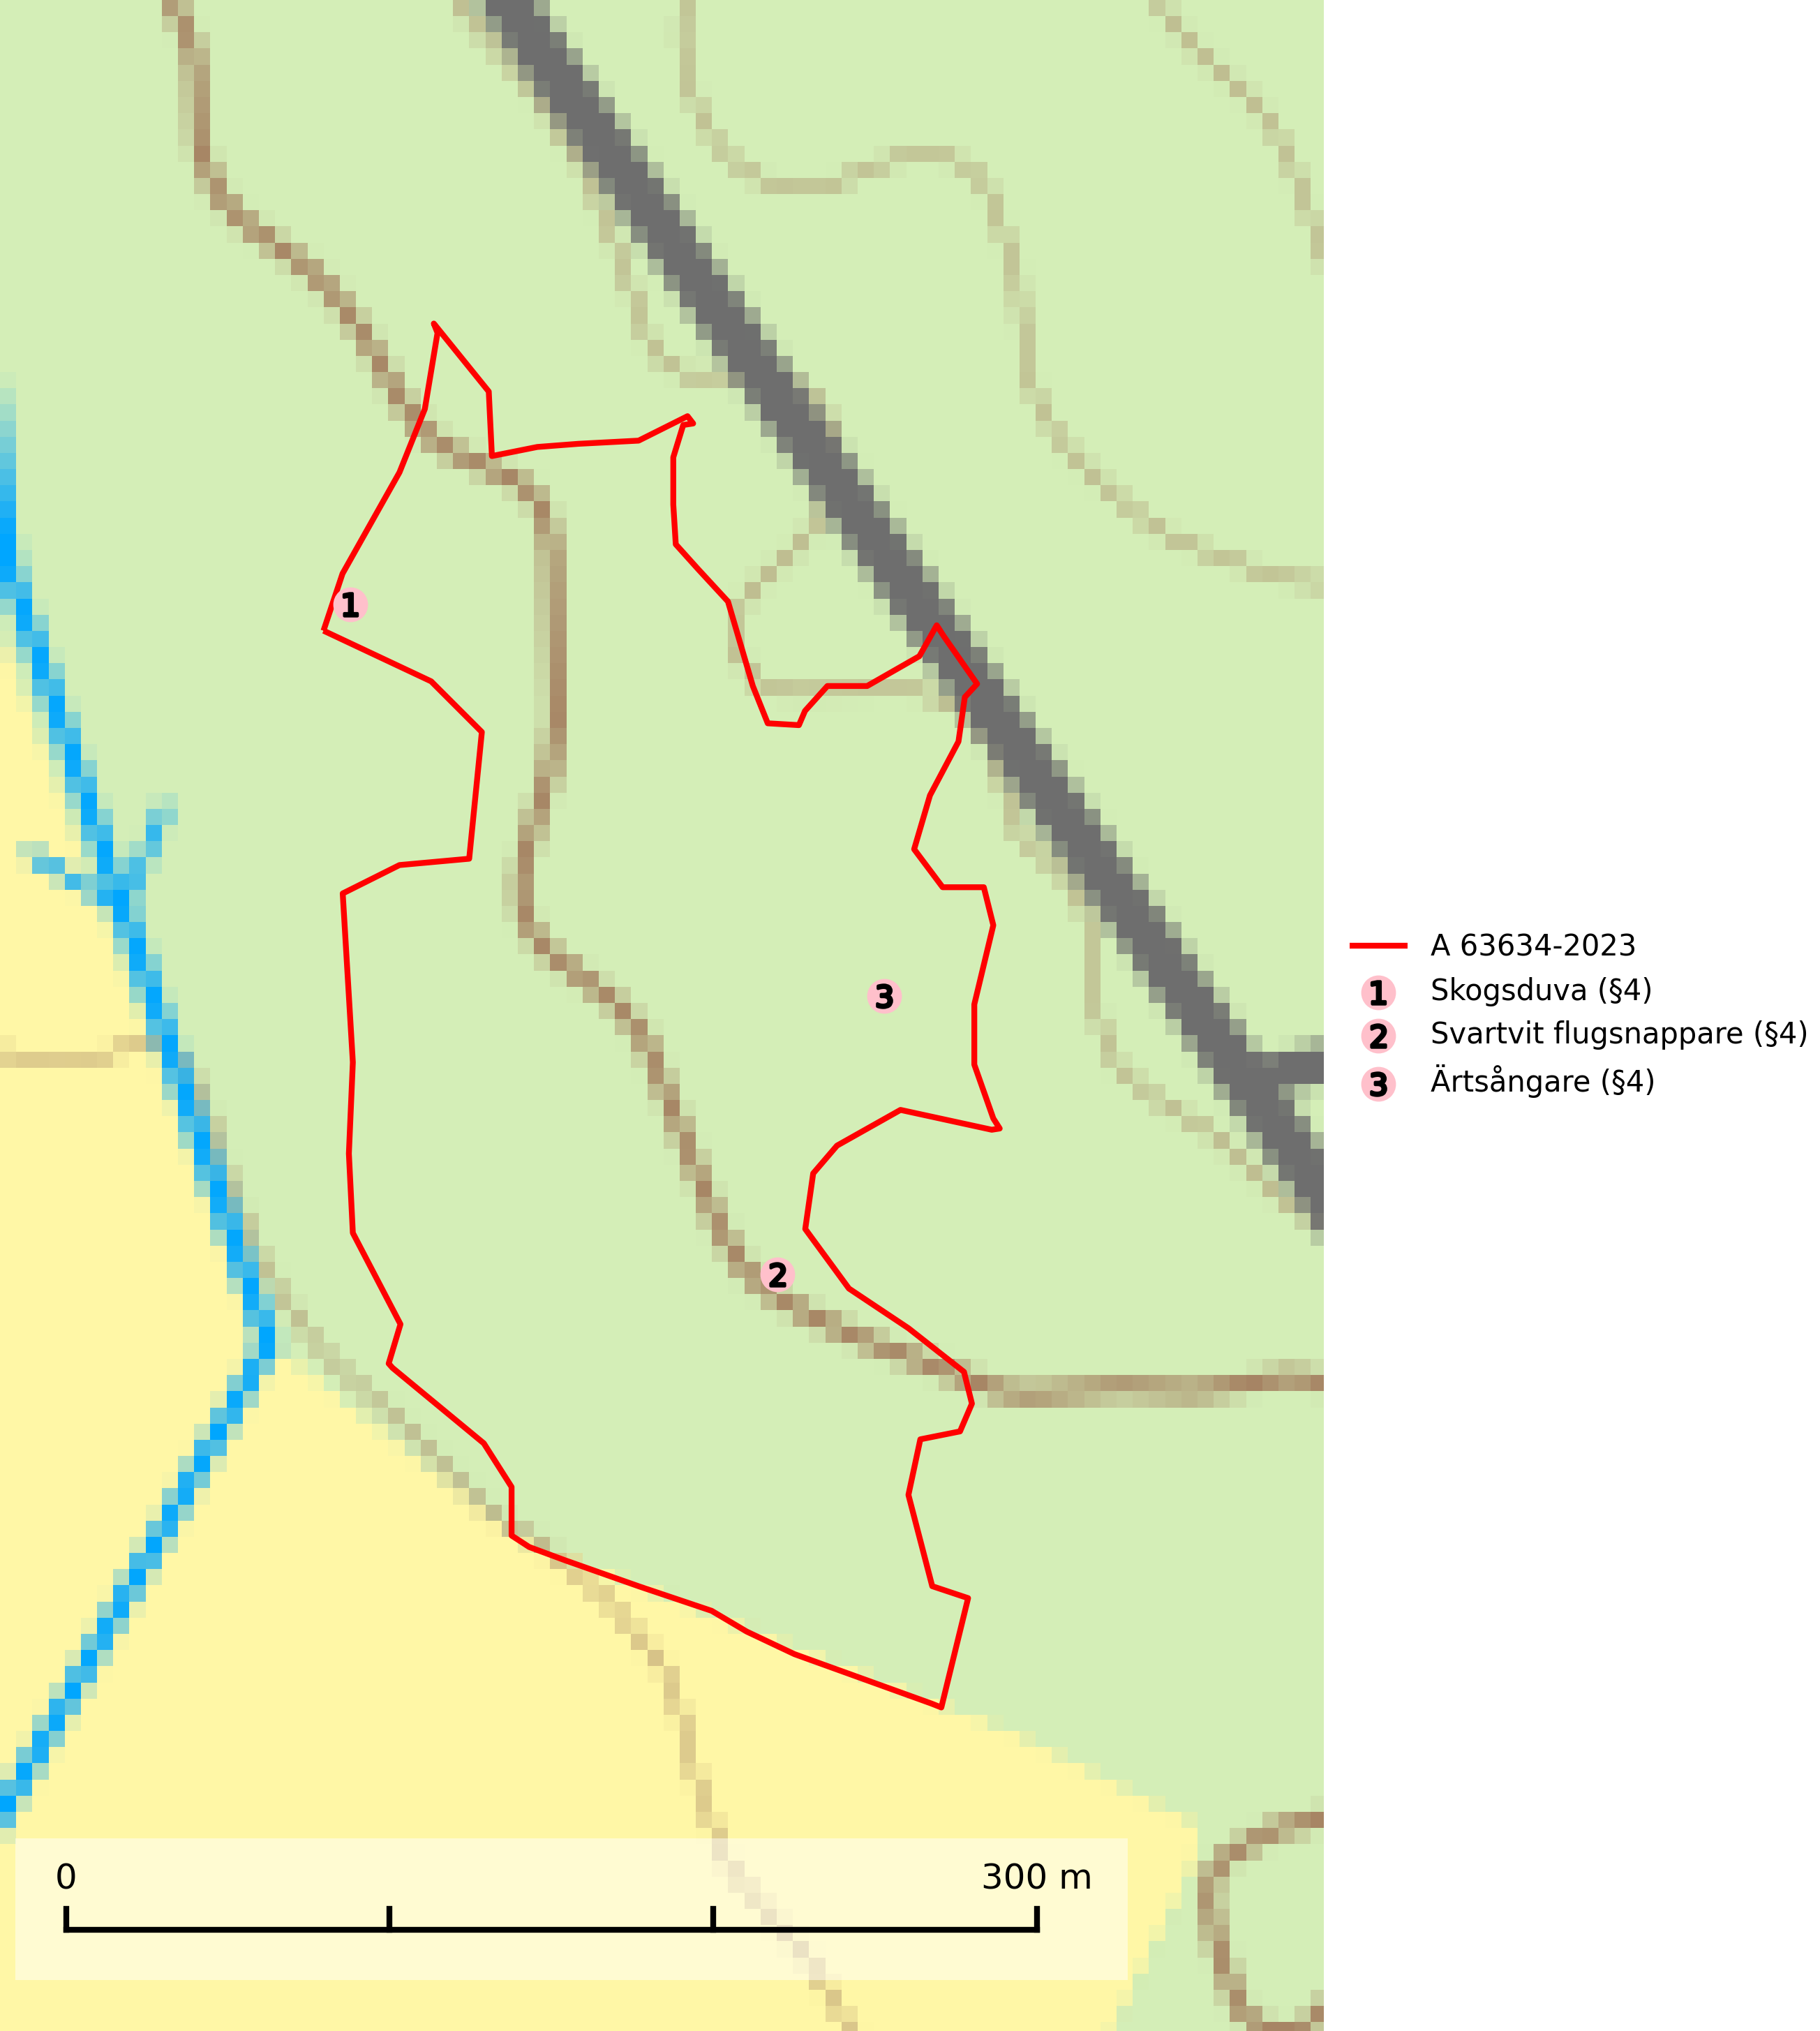 1
3
2
A 63634-2023
1 Skogsduva (§4)
2 Svartvit flugsnappare (§4)
3 Ärtsångare (§4)
0 300 m